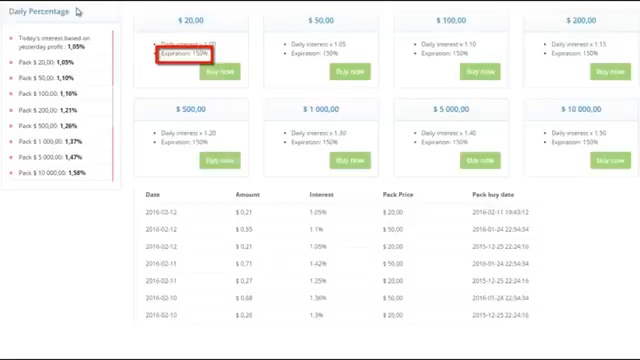 Daily Percentage
Today's interest based on
yesterday profit : 1,05%
Pack $ 20,00: 1,05%
Pack $ 50,00: 1,10%
Pack $ 100,00: 1,16%
Pack $ 200,00: 1,21%
Pack $ 500,00: 1,26%
Pack $ 1 000,00: 1,37%
Pack $ 5 000,00: 1,47%
Pack $ 10 000,00: 1,58%
$ 20,00
Daily interest x 1.00
Expiration: 150%
Buy now
$ 50,00
Daily interest x 1.05
Expiration: 150%
Buy now
$ 100,00
Daily interest x 1.10
Expiration: 150%
Buy now
$ 200,00
Daily interest x 1.15
Expiration: 150%
Buy now
$ 500,00
Daily interest x 1.20
Expiration: 150%
Buy now
$ 1 000,00
Daily interest x 1.30
Expiration: 150%
Buy now
$ 5 000,00
Daily interest x 1.40
Expiration: 150%
Buy now
$ 10 000,00
Daily interest x 1.50
Expiration: 150%
Buy now
Date Amount Interest Pack Price Pack buy date
2016-02-12 $ 0,21 1.05% $ 20,00 2016-02-11 19:43:12
2016-02-12 $ 0,55 1.1% $ 50,00 2016-01-24 22:54:34
2016-02-12 $ 0,21 1.05% $ 20,00 2015-12-25 22:24:16
2016-02-11 $ 0,71 1.42% $ 50,00 2016-01-24 22:54:34
2016-02-11 $ 0,27 1.35% $ 20,00 2015-12-25 22:24:16
2016-02-10 $ 0,68 1.36% $ 50,00 2016-01-24 22:54:34
2016-02-10 $ 0,26 1.3% $ 20,00 2015-12-25 22:24:16